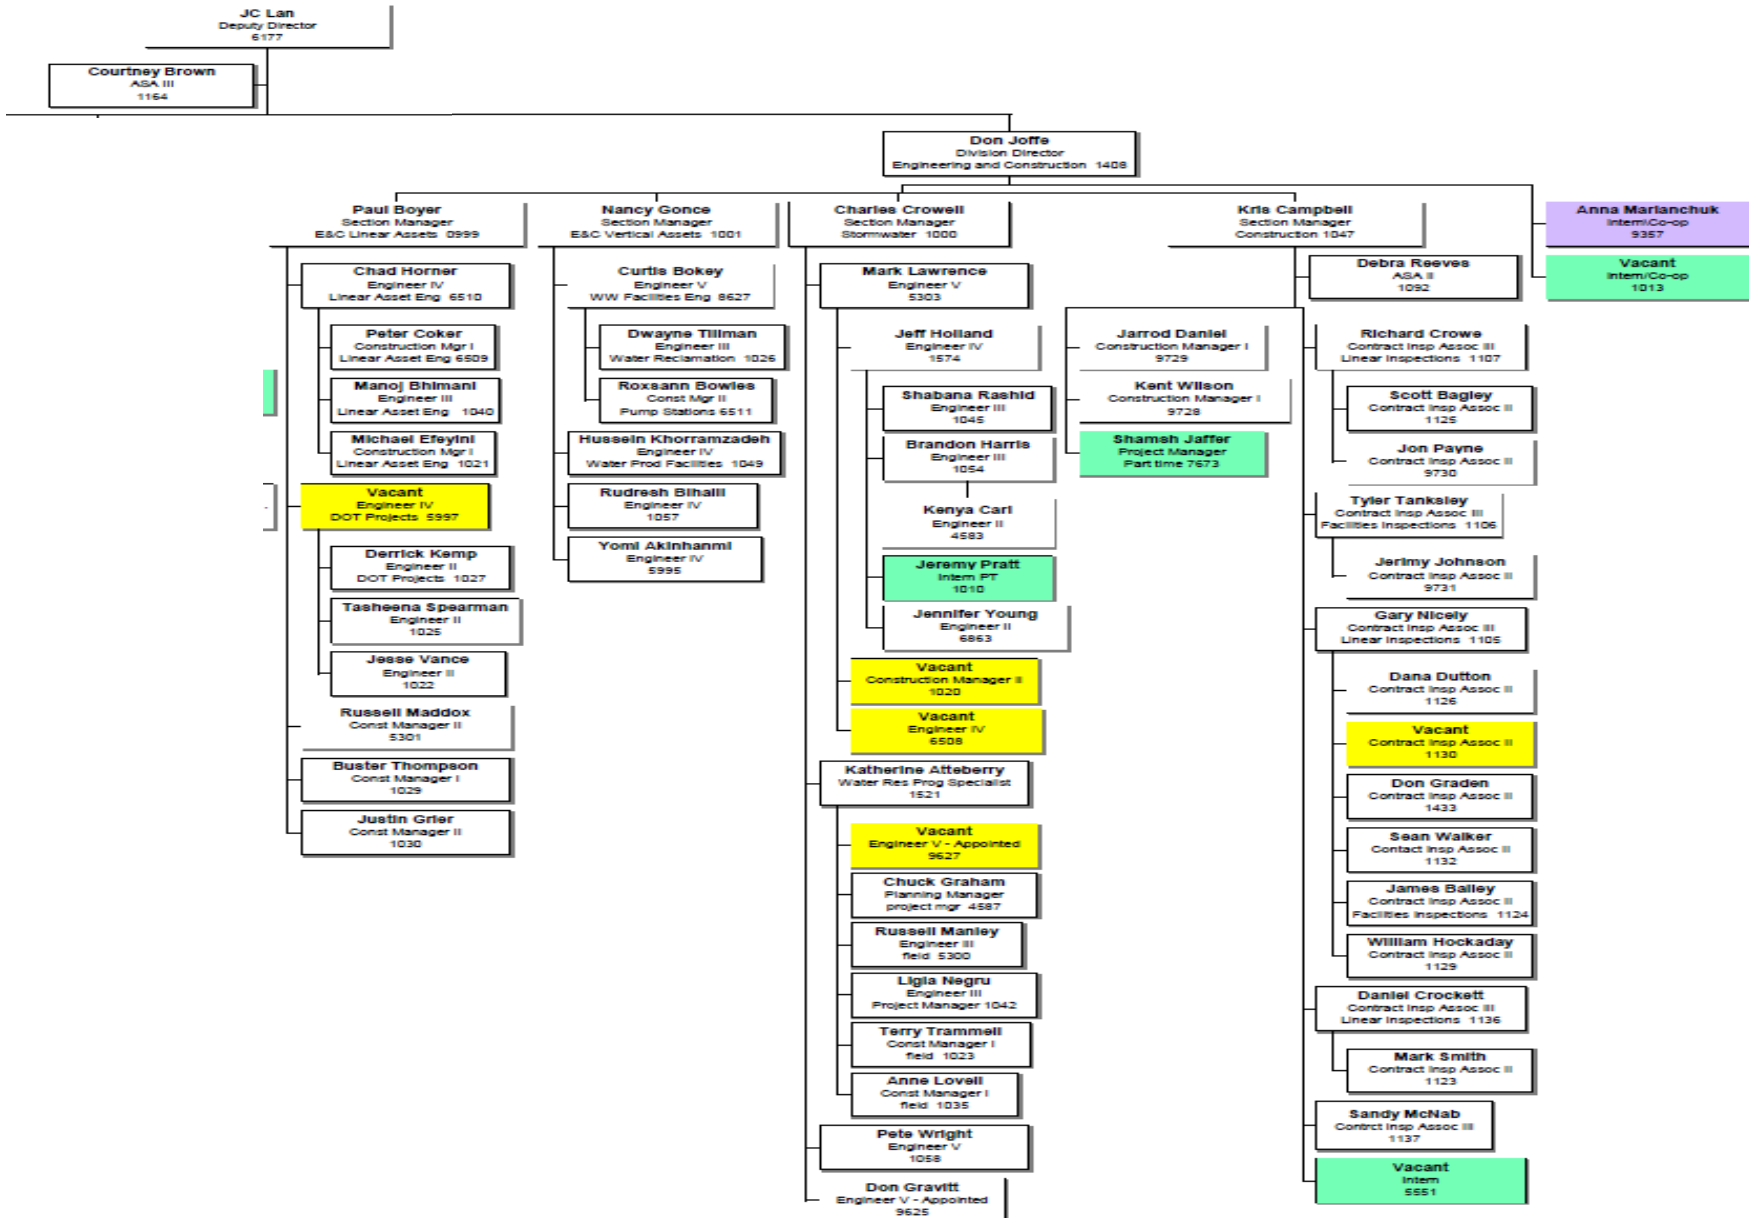 JC Lan
Deputy Director
6177
Courtney Brown
ASA III
1164
Don Joffe
Division Director
Engineering and Construction 1408
Paul Boyer
Section Manager
E&C Linear Assets 0999
Chad Horner
Engineer IV
Linear Asset Eng 6510
Peter Coker
Construction Mgr I
Linear Asset Eng 6509
Manoj Bhimani
Engineer III
Linear Asset Eng 1040
Michael Efeyini
Construction Mgr I
Linear Asset Eng 1021
Vacant
Engineer IV
DOT Projects 5997
Derrick Kemp
Engineer II
DOT Projects 1027
Tasheena Spearman
Engineer II
1025
Jesse Vance
Engineer II
1022
Russell Maddox
Const Manager II
5301
Buster Thompson
Const Manager I
1029
Justin Grier
Const Manager II
1030
Nancy Gonce
Section Manager
E&C Vertical Assets 1001
Curtis Bokey
Engineer V
WW Facilities Eng 8627
Dwayne Tillman
Engineer III
Water Reclamation 1026
Roxsann Bowles
Const Mgr II
Pump Stations 6511
Hussein Khorramzadeh
Engineer IV
Water Prod Facilities 1049
Rudresh Bihalli
Engineer IV
1057
Yomi Akinhanmi
Engineer IV
5995
Charles Crowell
Section Manager
Stormwater 1000
Mark Lawrence
Engineer V
5303
Jeff Holland
Engineer IV
1574
Shabana Rashid
Engineer III
1045
Brandon Harris
Engineer III
1054
Kenya Carl
Engineer II
4583
Jeremy Pratt
Intern PT
1010
Jennifer Young
Engineer II
6863
Vacant
Construction Manager II
1020
Vacant
Engineer IV
6508
Katherine Atteberry
Water Res Prog Specialist
1521
Vacant
Engineer V - Appointed
9627
Chuck Graham
Planning Manager
project mgr 4587
Russell Manley
Engineer III
field 5300
Ligia Negru
Engineer III
Project Manager 1042
Terry Trammell
Const Manager I
field 1023
Anne Lovell
Const Manager I
field 1035
Pete Wright
Engineer V
1058
Don Gravitt
Engineer V - Appointed
9625
Kris Campbell
Section Manager
Construction 1047
Debra Reeves
ASA II
1092
Jarrod Daniel
Construction Manager I
9729
Kent Wilson
Construction Manager I
9728
Shamsh Jaffer
Project Manager
Part time 7673
Richard Crowe
Contract Insp Assoc III
Linear Inspections 1107
Scott Bagley
Contract Insp Assoc II
1125
Jon Payne
Contract Insp Assoc II
9730
Tyler Tanksley
Contract Insp Assoc III
Facilities Inspections 1106
Jerimy Johnson
Contract Insp Assoc II
9731
Gary Nicely
Contract Insp Assoc III
Linear Inspections 1105
Dana Dutton
Contract Insp Assoc II
1126
Vacant
Contract Insp Assoc II
1130
Don Graden
Contract Insp Assoc II
1433
Sean Walker
Contact Insp Assoc II
1132
James Bailey
Contract Insp Assoc II
Facilities Inspections 1124
William Hockaday
Contract Insp Assoc II
1129
Daniel Crockett
Contract Insp Assoc III
Linear Inspections 1136
Mark Smith
Contract Insp Assoc II
1123
Sandy McNab
Contrct Insp Assoc III
1137
Vacant
Intern
5551
Anna Marianchuk
Intern\Co-op
9357
Vacant
Intern/Co-op
1013